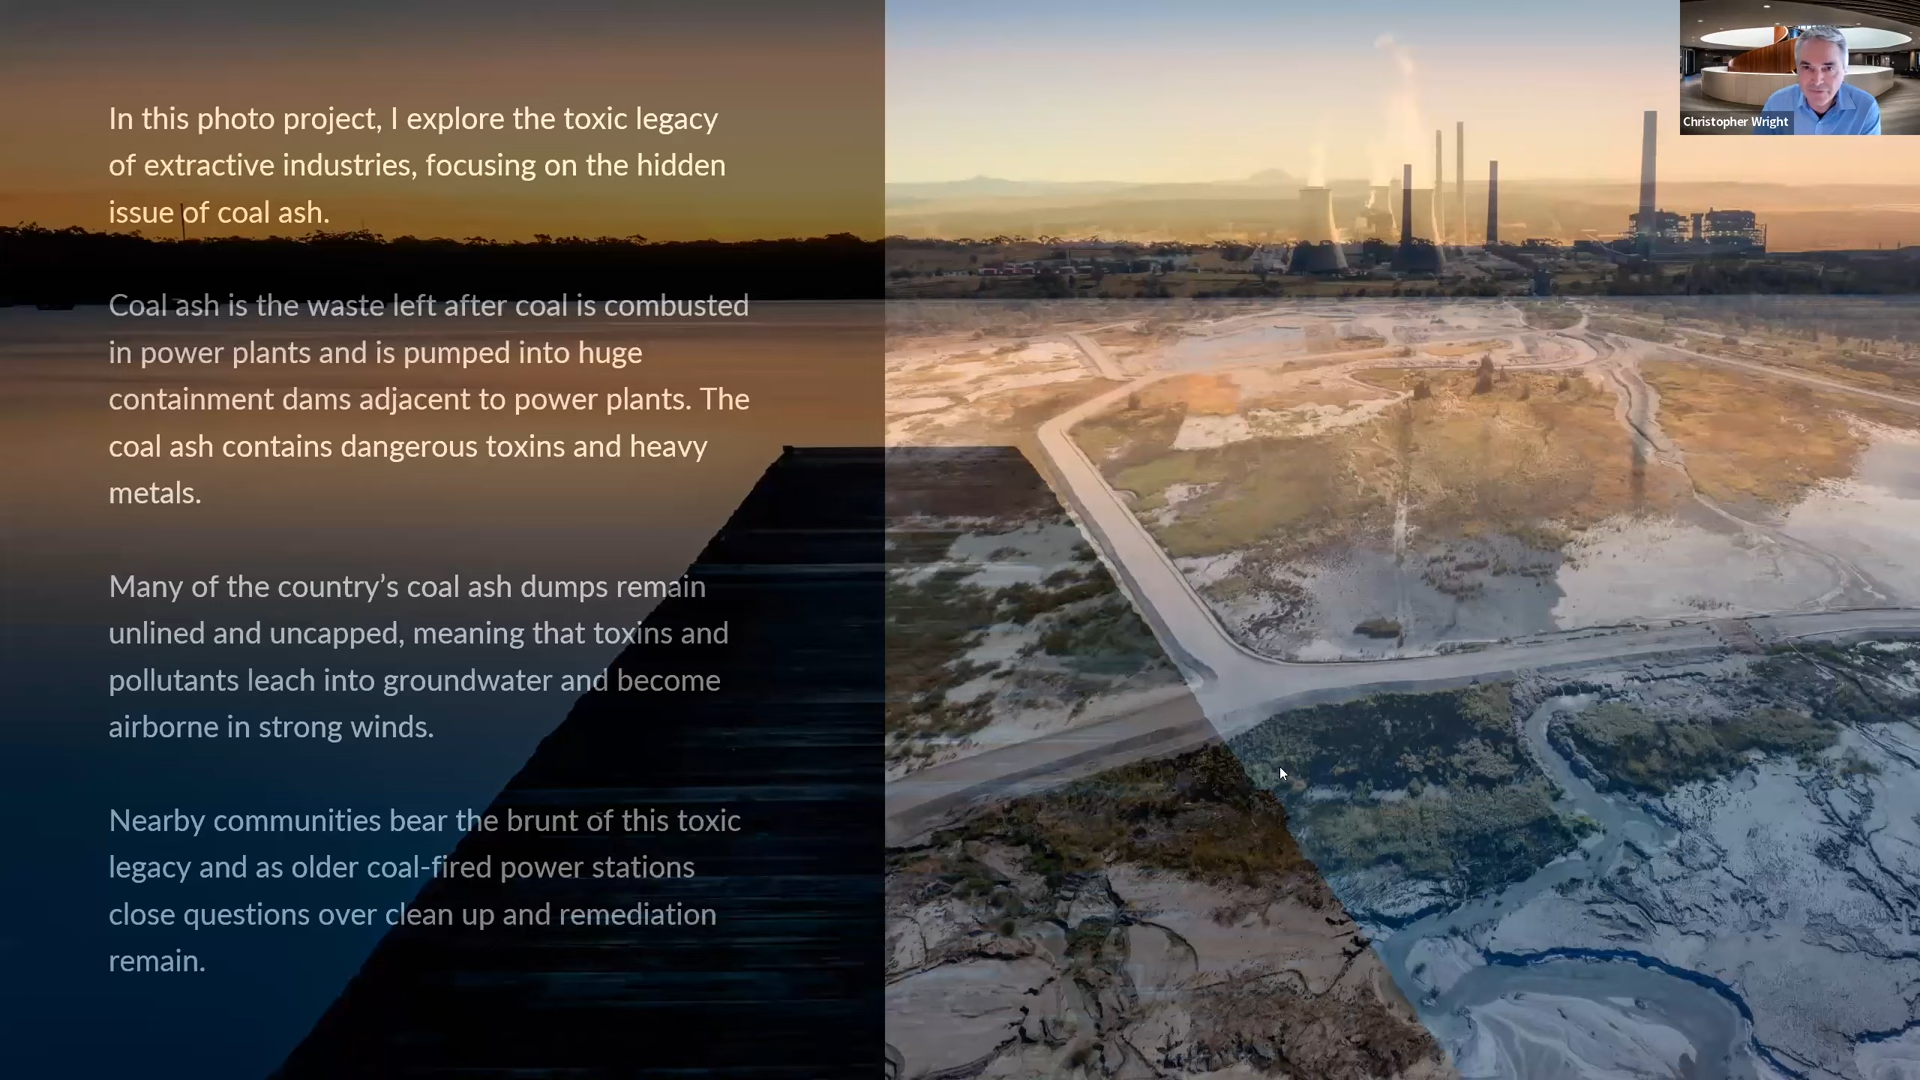 In this photo project, I explore the toxic legacy
of extractive industries, focusing on the hidden
issue of coal ash.
Coal ash is the waste left after coal is combusted
in power plants and is pumped into huge
containment dams adjacent to power plants. The
coal ash contains dangerous toxins and heavy
metals.
Many of the country’s coal ash dumps remain
unlined and uncapped, meaning that toxins and
pollutants leach into groundwater and become
airborne in strong winds.
Nearby communities bear the brunt of this toxic
legacy and as older coal-fired power stations
close questions over clean up and remediation
remain.
Christopher Wright